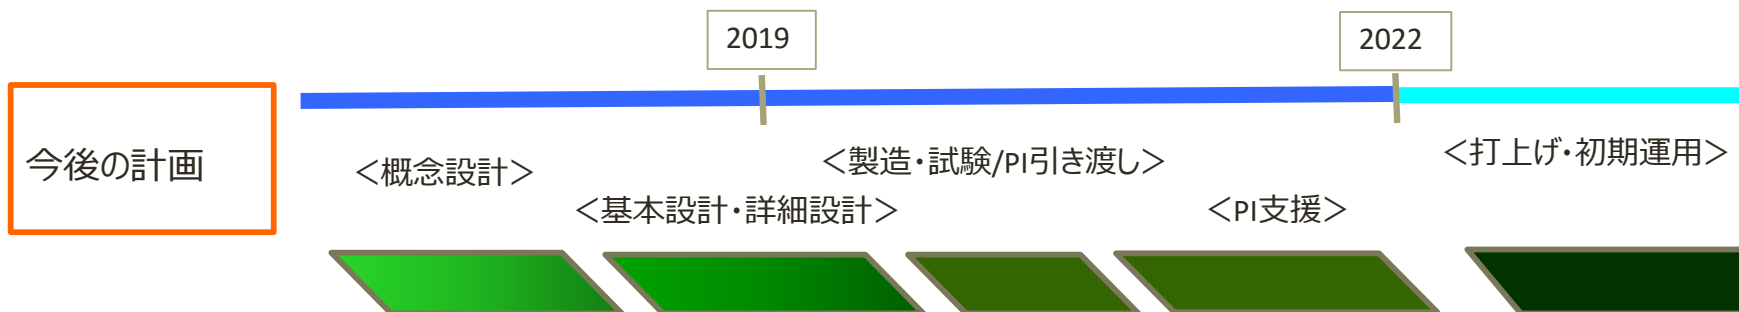 2019
2022
今後の計画
＜概念設計＞
＜基本設計・詳細設計＞
＜製造・試験/PI引き渡し＞
＜PI支援＞
＜打上げ・初期運用＞